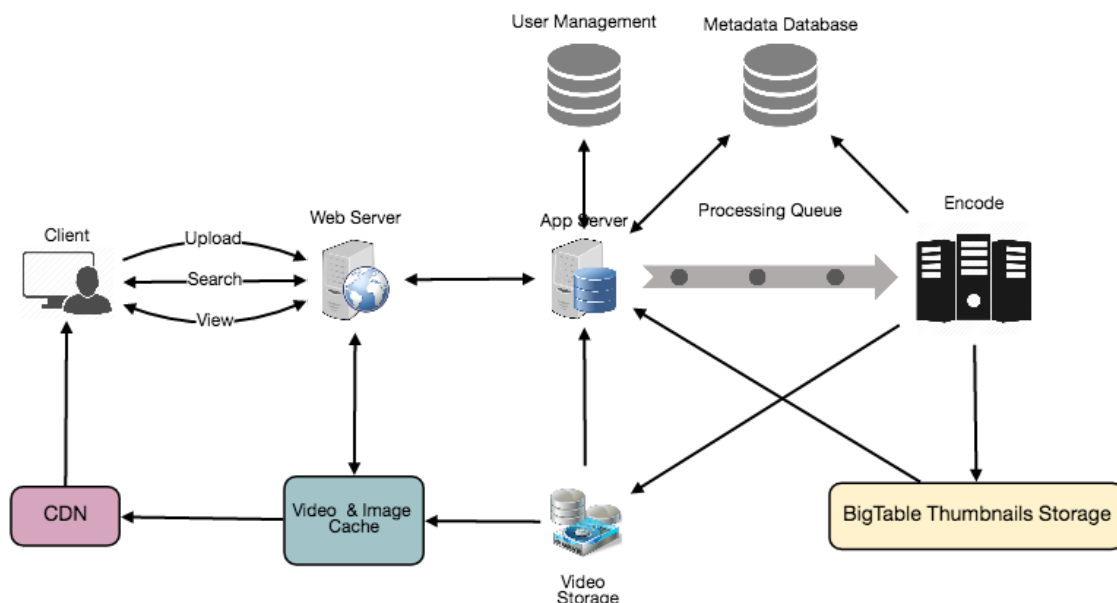 User Management
Metadata Database
Client
Upload
Search
View
Web Server
App Server
Processing Queue
Encode
CDN
Video & Image
Cache
Video
Storage
BigTable Thumbnails Storage